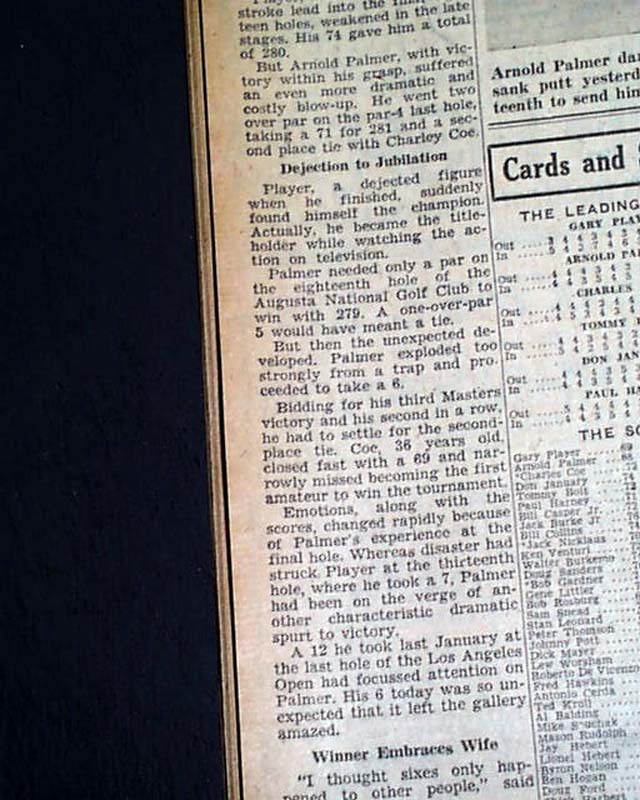 stroke lead into the final
teen holes, weakened in the late
stages. His 74 gave him a total
of 280.
But Arnold Palmer, with vic-
tory within his grasp, suffered
an even more dramatic and
costly blow-up. He went two
over par on the par-4 last hole,
taking a 71 for 281 and a sec-
ond place tie with Charley Coe.
Dejection to Jubilation
Player, a dejected figure
when he finished, suddenly
found himself the champion.
Actually, he became the title-
holder while watching the ac-
tion on television.
Palmer needed only a par on
the eighteenth hole of the
Augusta National Golf Club to
win with 279. A one-over-par
5 would have meant a tie.
But then the unexpected de-
veloped. Palmer exploded too
strongly from a trap and pro-
ceeded to take a 6.
Bidding for his third Masters
victory and his second in a row,
he had to settle for the second-
place tie. Coe, 36 years old,
closed fast with a 69 and nar-
rowly missed becoming the first
amateur to win the tournament.
Emotions, along with the
scores, changed rapidly because
of Palmer's experience at the
final hole. Whereas disaster had
struck Player at the thirteenth
hole, where he took a 7, Palmer
had been on the verge of an-
other characteristic dramatic
spurt to victory.
A 12 he took last January at
the last hole of the Los Angeles
Open had focussed attention on
Palmer. His 6 today was so un-
expected that it left the gallery
amazed.
Winner Embraces Wife
"I thought sixes only hap-
pened to other people," said
Arnold Palmer
sank putt
teenth to send him
Cards and
THE LEADING
GARY
Out
In
ARNOLD
Out
In
CHARLES
Out
In
TOMMY
Out
In
DON
Out
In
PAUL
Out
In
THE
Gary Player
Arnold Palmer
*Charles Coe
Don January
Tommy Bolt
Paul Harney
Bill Casper Jr.
Jack Burke Jr
Bill Collins
*Jack Nicklaus
Ken Venturi
Walter Burkemo
Doug Sanders
*Bob Gardner
Gene Littler
Bob Rosburg
Sam Snead
Stan Leonard
Peter Thomson
Johnny Pott
Dick Mayer
Lew Worsham
Roberto De
Fred Hawkins
Antonio Cerda
Ted Kroll
Al Balding
Mike
Mason Rudolph
Jay Hebert
Lionel Hebert
Byron Nelson
Ben Hogan
Doug Ford